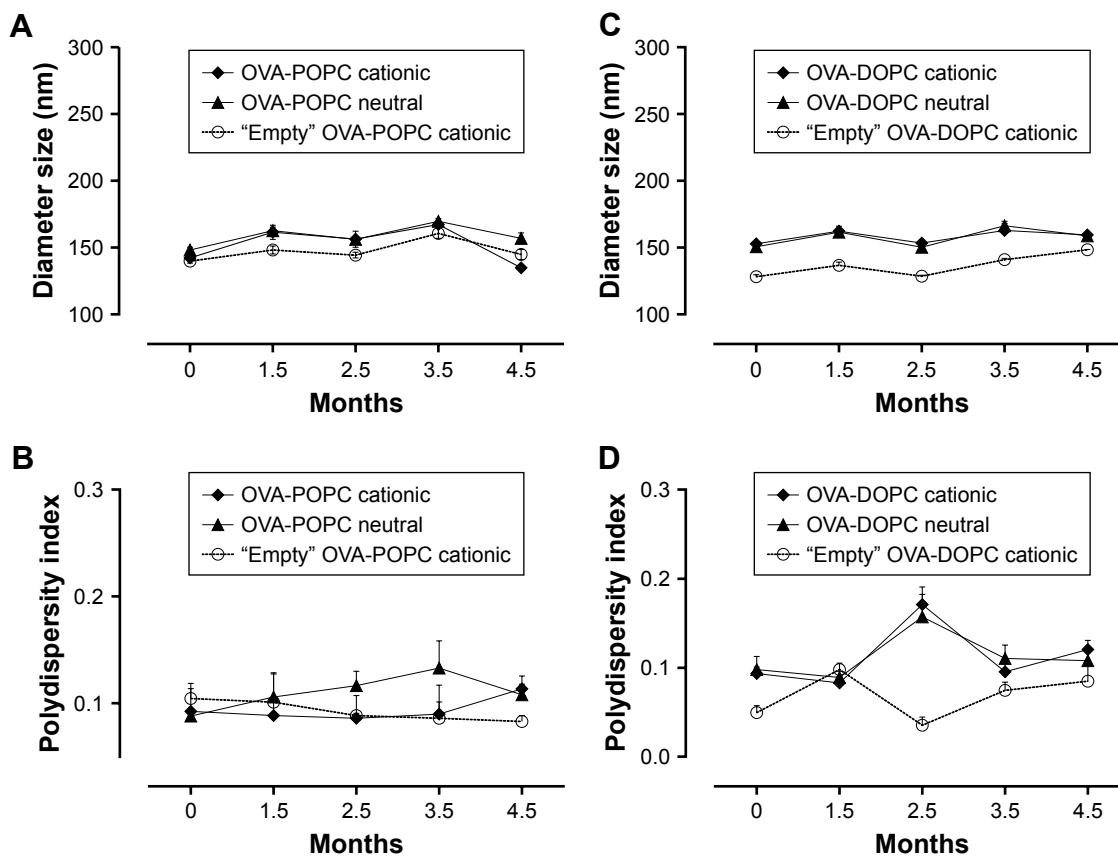 A
Diameter size (nm)
300
250
200
150
100
OVA-POPC cationic
OVA-POPC neutral
“Empty” OVA-POPC cationic
0 1.5 2.5 3.5 4.5
Months
C
Diameter size (nm)
300
250
200
150
100
OVA-DOPC cationic
OVA-DOPC neutral
“Empty” OVA-DOPC cationic
0 1.5 2.5 3.5 4.5
Months
B
Polydispersity index
0.3
0.2
0.1
OVA-POPC cationic
OVA-POPC neutral
“Empty” OVA-POPC cationic
0 1.5 2.5 3.5 4.5
Months
D
Polydispersity index
0.3
0.2
0.1
0.0
OVA-DOPC cationic
OVA-DOPC neutral
“Empty” OVA-DOPC cationic
0 1.5 2.5 3.5 4.5
Months